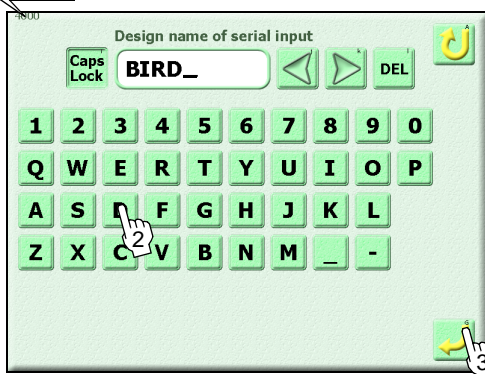 4000
Design name of serial input
Caps Lock BIRD_ DEL
1 2 3 4 5 6 7 8 9 0
Q W E R T Y U I O P
A S D F G H J K L
Z X C V B N M _ -
2
3